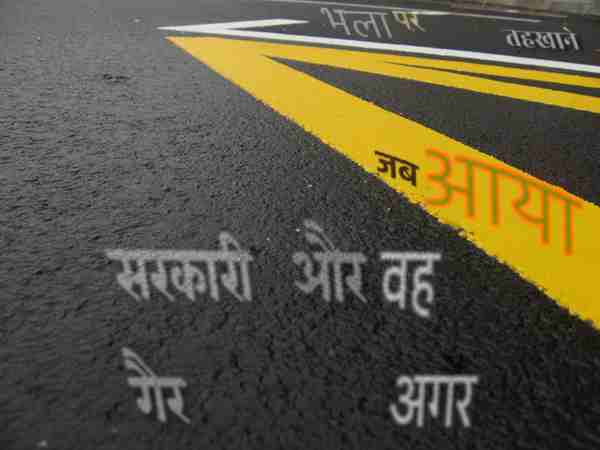 भला पर
तहखाने
जब आया
सरकारी और वह
गैर अगर